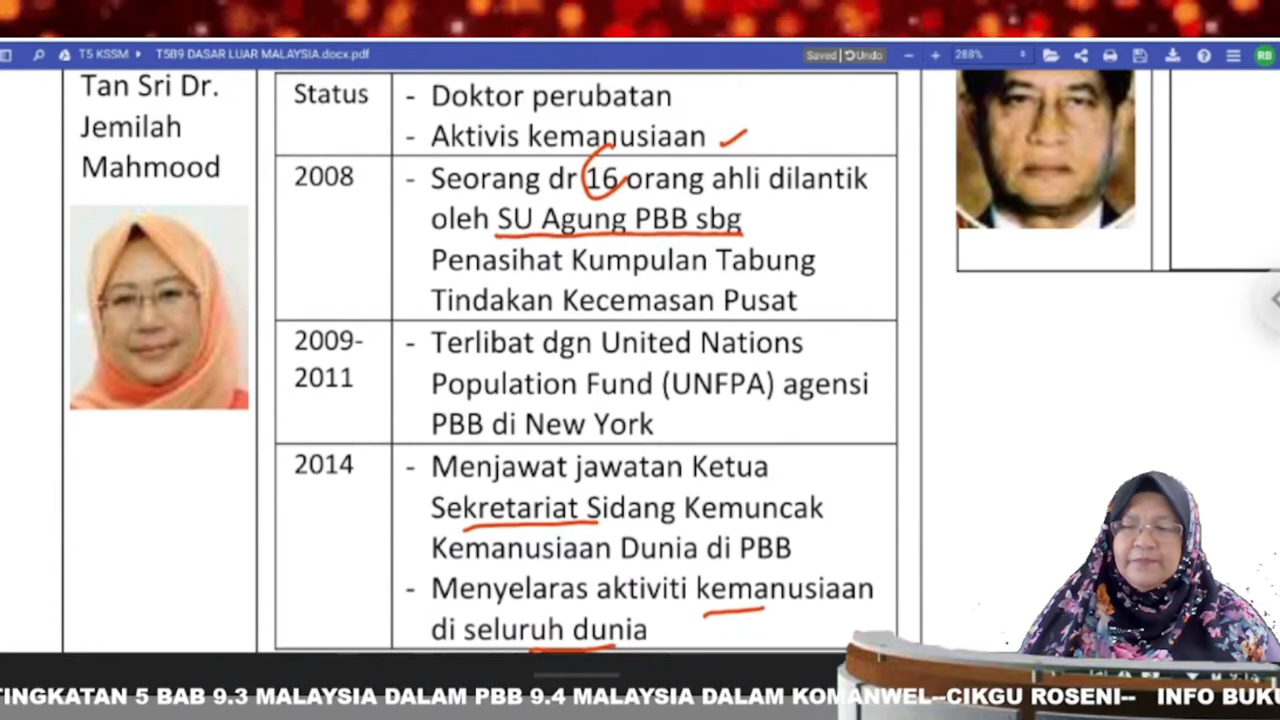 T5 KSSM
T5B9 DASAR LUAR MALAYSIA.docx.pdf
Saved
Undo
288%
RB
Tan Sri Dr.
Jemilah
Mahmood
Status
- Doktor perubatan
- Aktivis kemanusiaan
2008
- Seorang dr 16 orang ahli dilantik
oleh SU Agung PBB sbg
Penasihat Kumpulan Tabung
Tindakan Kecemasan Pusat
2009-
2011
- Terlibat dgn United Nations
Population Fund (UNFPA) agensi
PBB di New York
2014
- Menjawat jawatan Ketua
Sekretariat Sidang Kemuncak
Kemanusiaan Dunia di PBB
- Menyelaras aktiviti kemanusiaan
di seluruh dunia
TINGKATAN 5 BAB 9.3 MALAYSIA DALAM PBB 9.4 MALAYSIA DALAM KOMANWEL--CIKGU ROSENI-- INFO BUKU